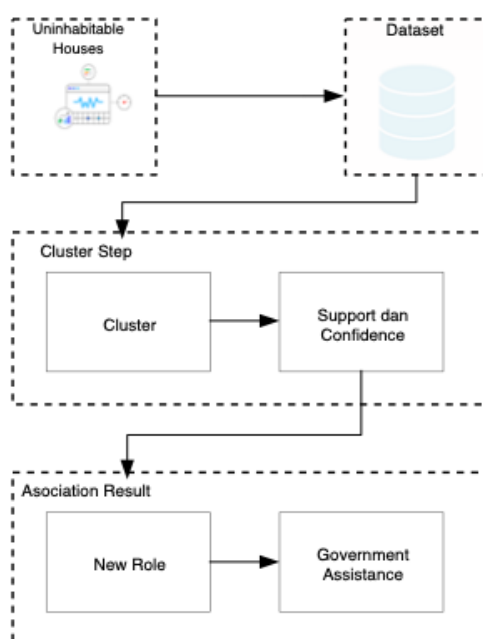 Uninhabitable
Houses
Dataset
Cluster Step
Cluster
Support dan
Confidence
Asociation Result
New Role
Government
Assistance